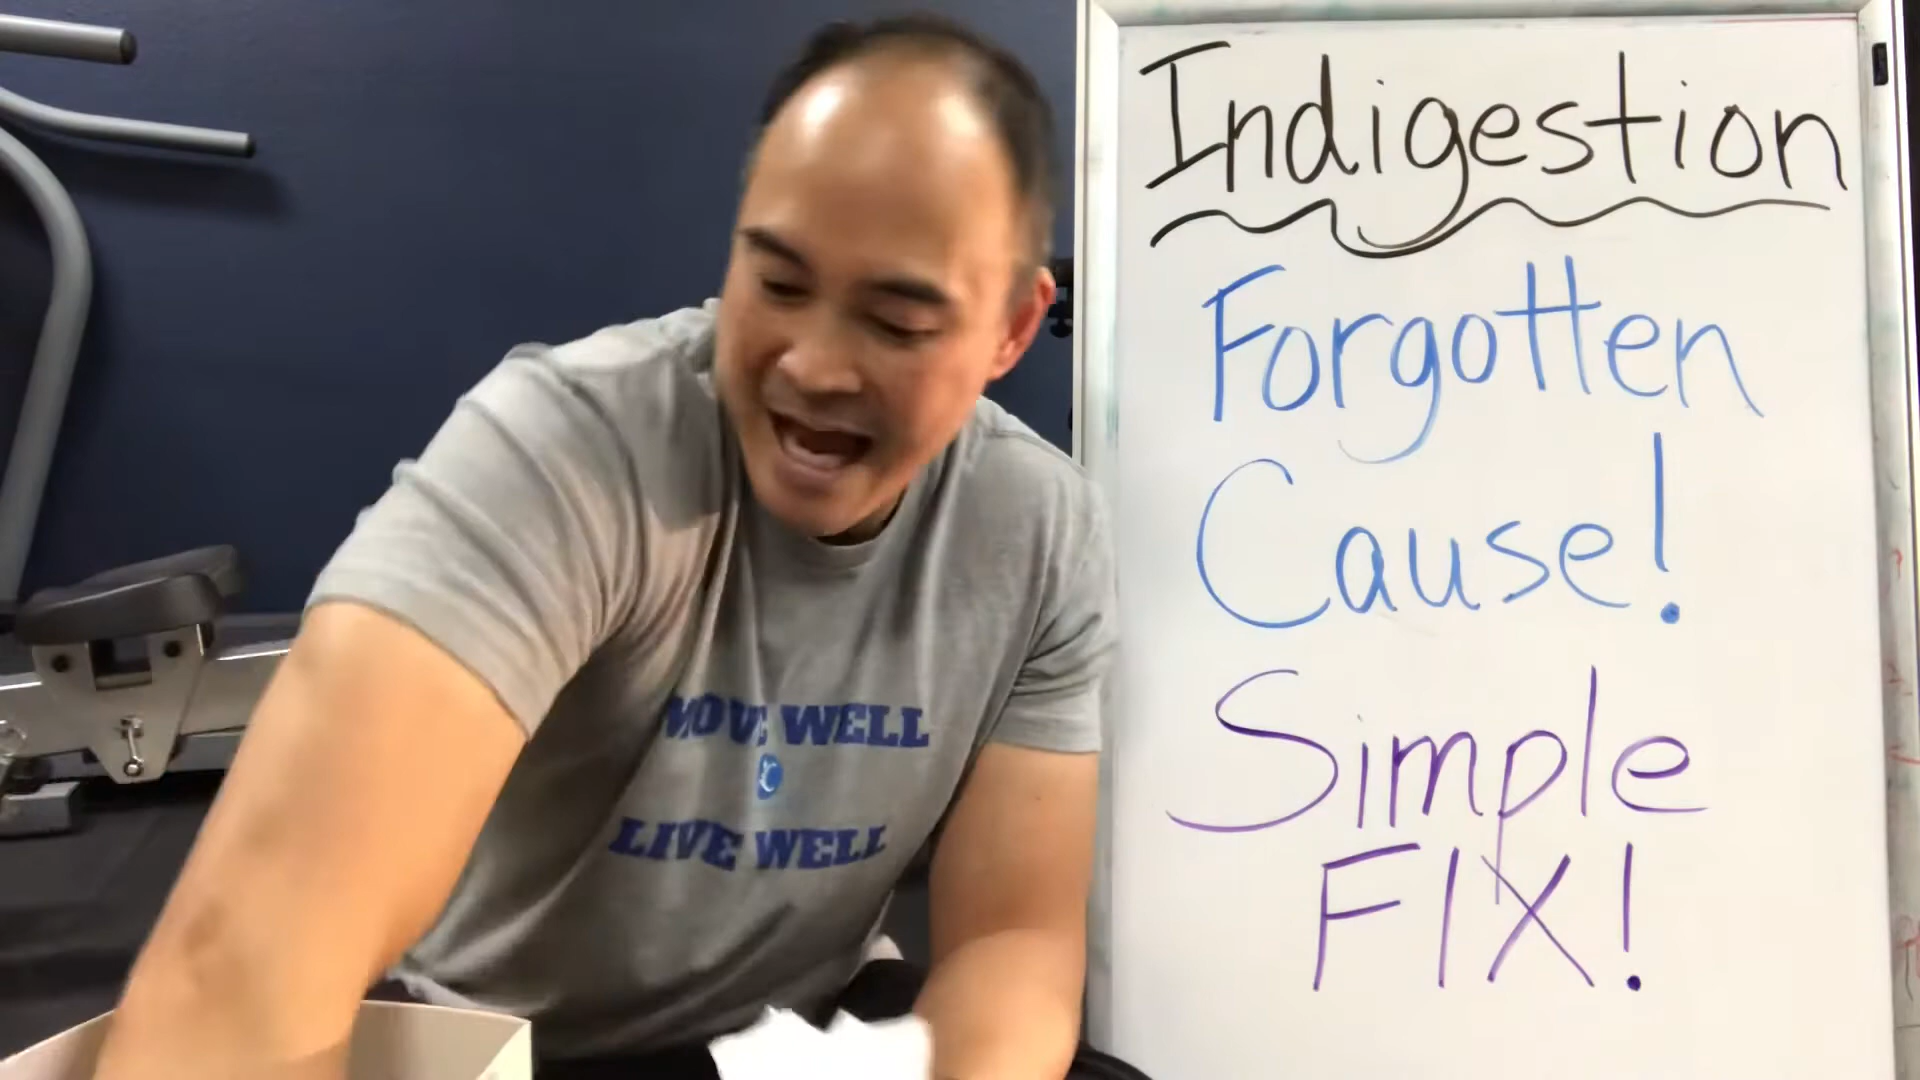 Indigestion
Forgotten
Cause!
Simple
FIX!
MOVE WELL
LIVE WELL